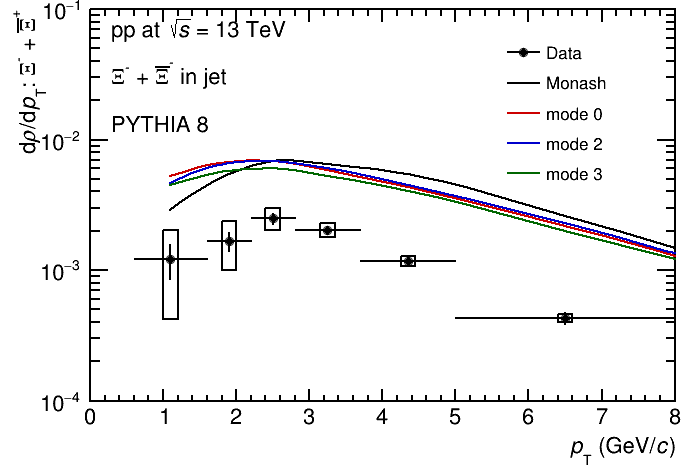 10⁻¹
pp at √s = 13 TeV
Ξ⁻ + Ξ̅⁻ in jet
PYTHIA 8
Data
Monash
mode 0
mode 2
mode 3
dρ/dp_T: Ξ⁻ + Ξ̅⁺
10⁻²
10⁻³
10⁻⁴
0 1 2 3 4 5 6 7 8
p_T (GeV/c)